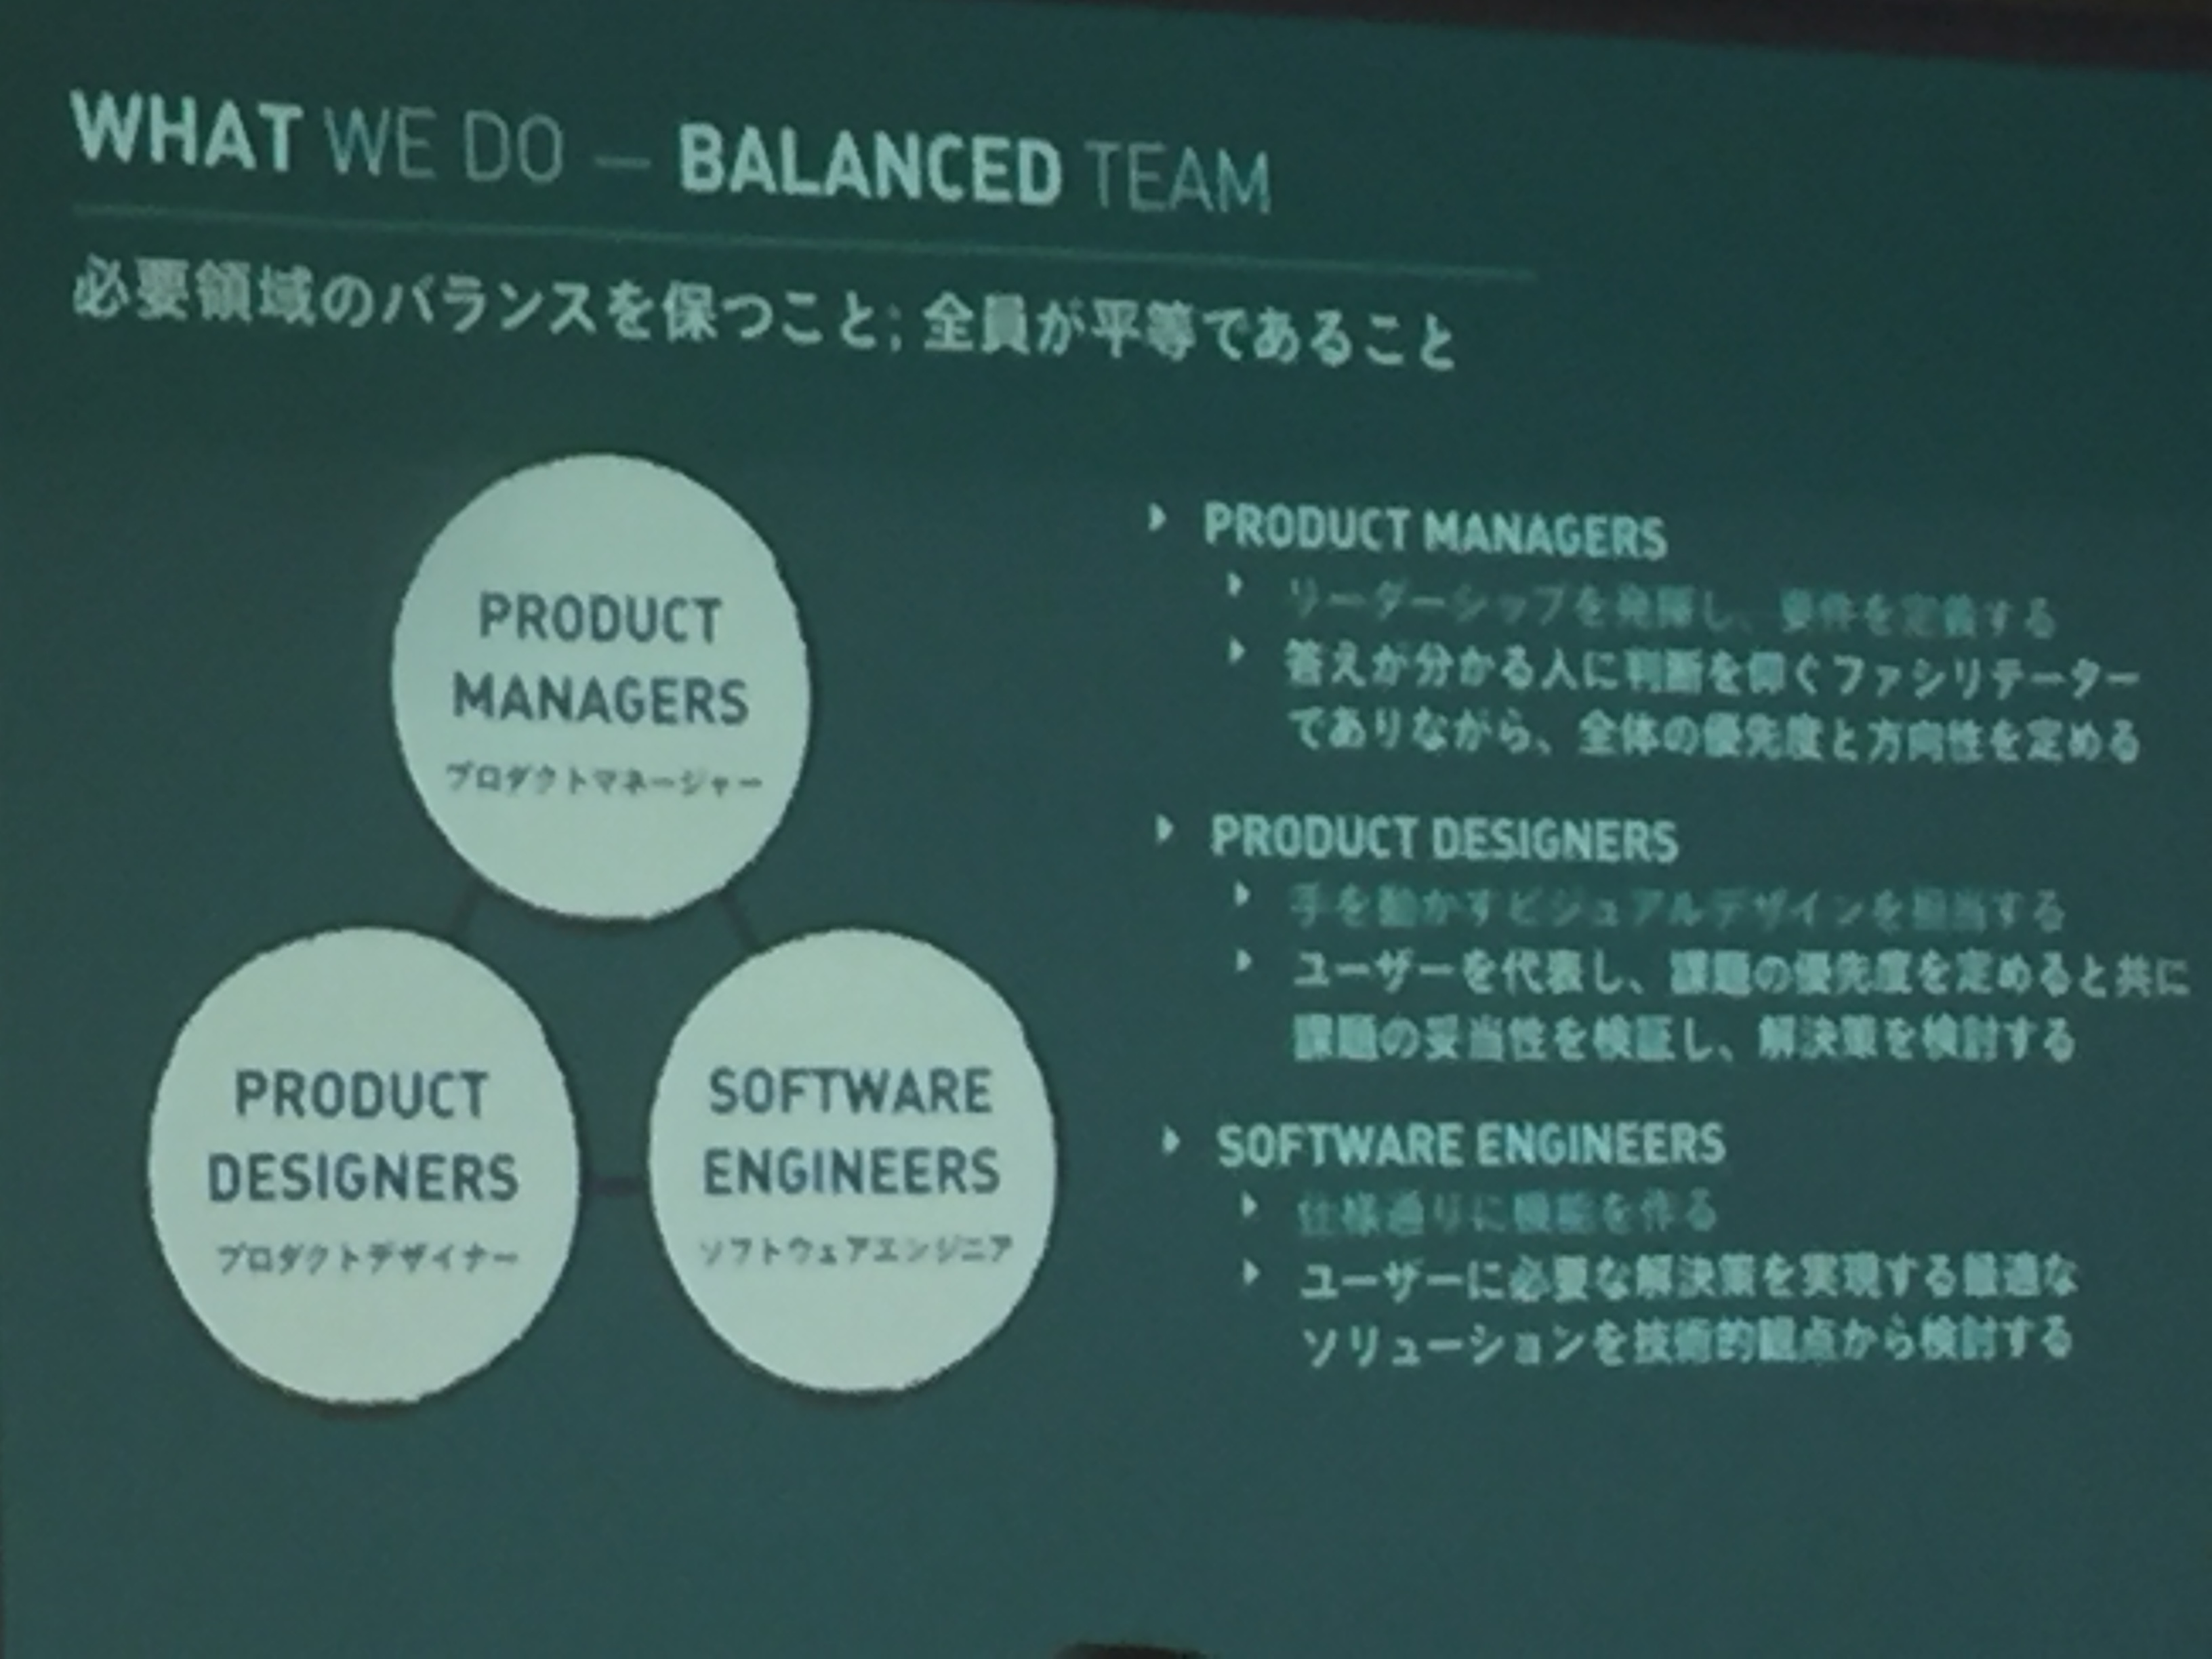 WHAT WE DO — BALANCED TEAM
必要領域のバランスを保つこと; 全員が平等であること
PRODUCT
MANAGERS
プロダクトマネージャー
PRODUCT
DESIGNERS
プロダクトデザイナー
SOFTWARE
ENGINEERS
ソフトウェアエンジニア
PRODUCT MANAGERS
リーダーシップを発揮し、要件を定義する
答えが分かる人に判断を仰ぐファシリテーター
でありながら、全体の優先度と方向性を定める
PRODUCT DESIGNERS
手を動かすビジュアルデザインを担当する
ユーザーを代表し、課題の優先度を定めると共に
課題の妥当性を検証し、解決策を検討する
SOFTWARE ENGINEERS
仕様通りに機能を作る
ユーザーに必要な解決策を実現する最適な
ソリューションを技術的観点から検討する